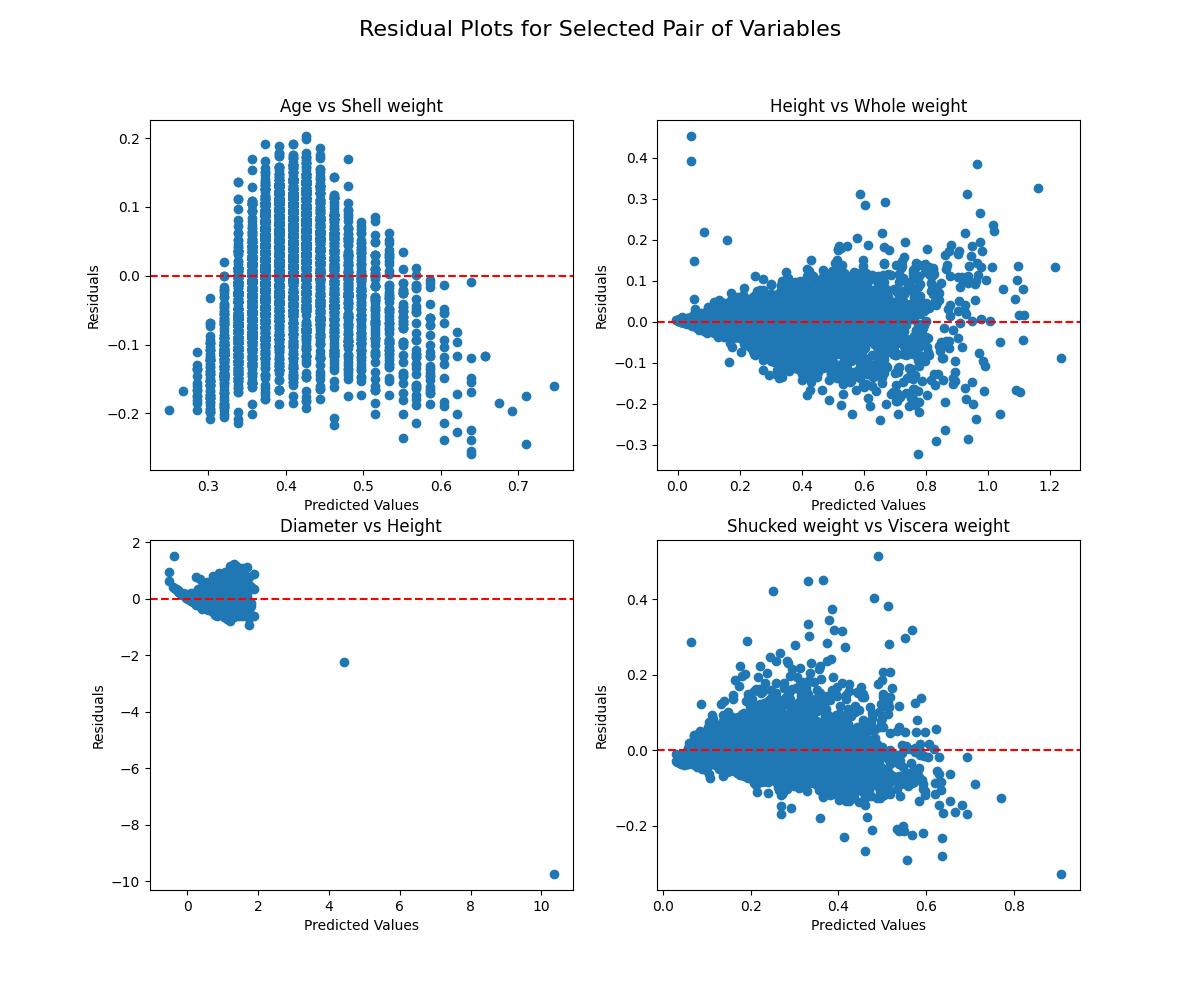 Residual Plots for Selected Pair of Variables
Age vs Shell weight
0.2
0.1
0.0
−0.1
−0.2
Residuals
0.3 0.4 0.5 0.6 0.7
Predicted Values
Height vs Whole weight
0.4
0.3
0.2
0.1
0.0
−0.1
−0.2
−0.3
Residuals
0.0 0.2 0.4 0.6 0.8 1.0 1.2
Predicted Values
Diameter vs Height
2
0
−2
−4
−6
−8
−10
Residuals
0 2 4 6 8 10
Predicted Values
Shucked weight vs Viscera weight
0.4
0.2
0.0
−0.2
Residuals
0.0 0.2 0.4 0.6 0.8
Predicted Values